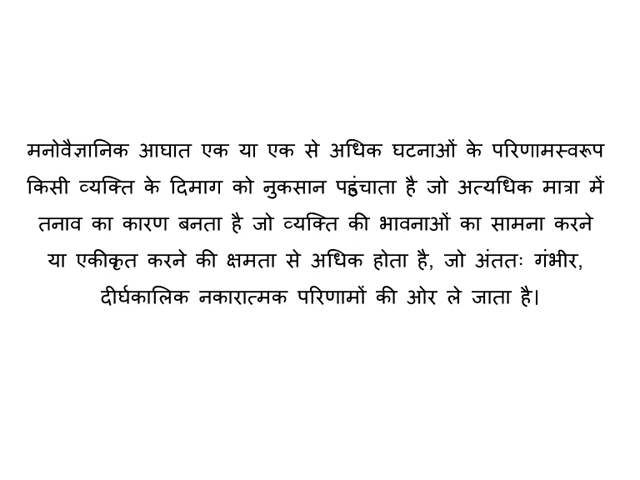 मनोवैज्ञानिक आघात एक या एक से अधिक घटनाओं के परिणामस्वरूप
किसी व्यक्ति के दिमाग को नुकसान पहुंचाता है जो अत्यधिक मात्रा में
तनाव का कारण बनता है जो व्यक्ति की भावनाओं का सामना करने
या एकीकृत करने की क्षमता से अधिक होता है, जो अंततः गंभीर,
दीर्घकालिक नकारात्मक परिणामों की ओर ले जाता है।